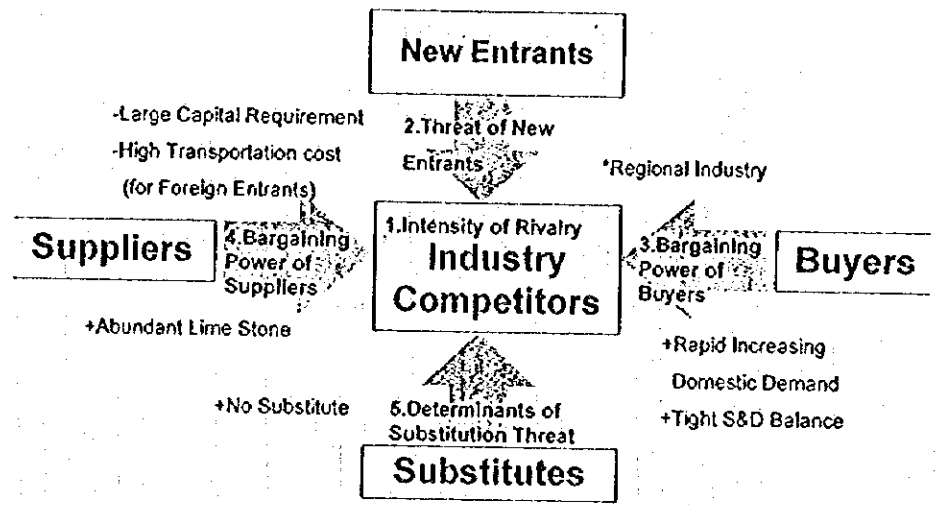 New Entrants
-Large Capital Requirement
-High Transportation cost
(for Foreign Entrants)
2.Threat of New
Entrants
*Regional Industry
Suppliers
4.Bargaining
Power of
Suppliers
1.Intensity of Rivalry
Industry
Competitors
3.Bargaining
Power of
Buyers
Buyers
+Abundant Lime Stone
+Rapid Increasing
Domestic Demand
+Tight S&D Balance
+No Substitute
5.Determinants of
Substitution Threat
Substitutes